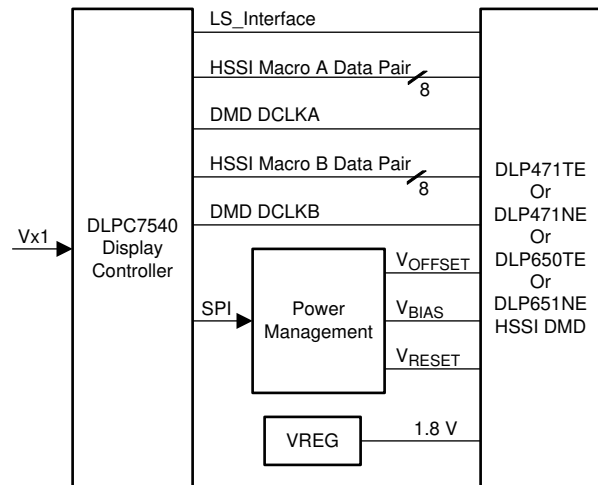 LS_Interface
HSSI Macro A Data Pair
8
DMD DCLKA
HSSI Macro B Data Pair
8
DMD DCLKB
Vx1
DLPC7540
Display
Controller
SPI
Power
Management
VOFFSET
VBIAS
VRESET
VREG
1.8 V
DLP471TE
Or
DLP471NE
Or
DLP650TE
Or
DLP651NE
HSSI DMD